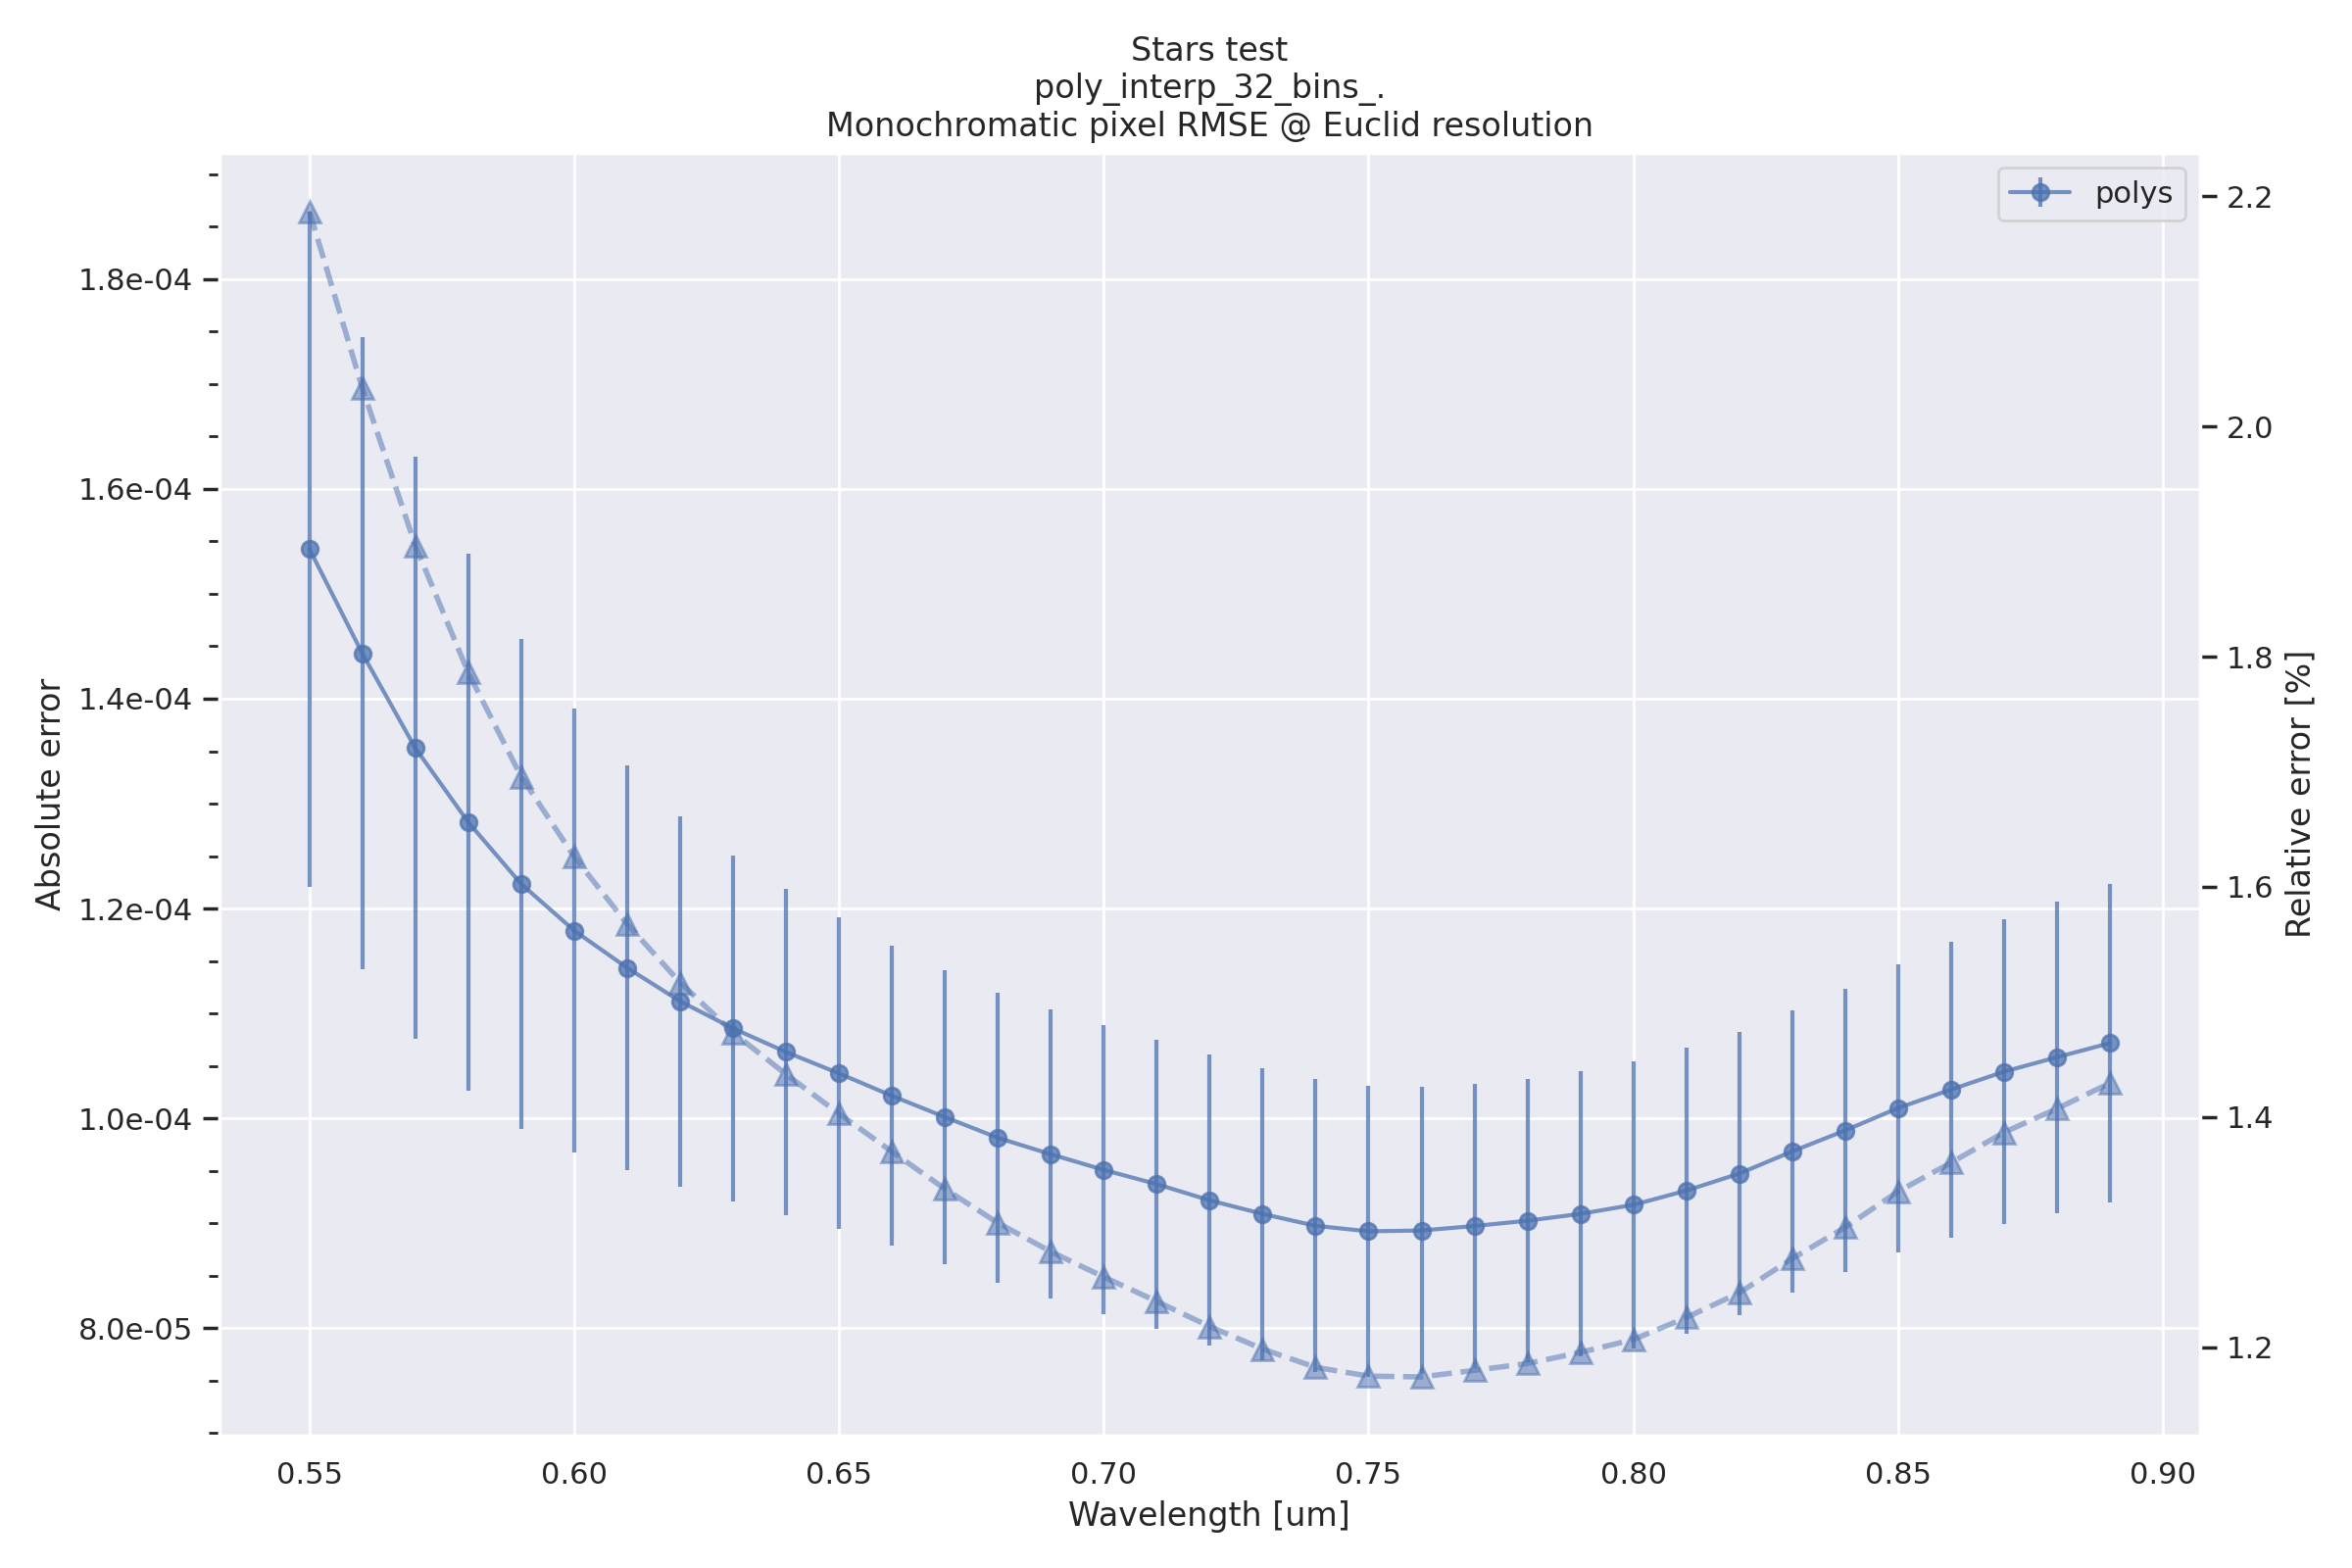 Stars test
poly_interp_32_bins_.
Monochromatic pixel RMSE @ Euclid resolution
polys
Absolute error
1.8e-04
1.6e-04
1.4e-04
1.2e-04
1.0e-04
8.0e-05
2.2
2.0
1.8
1.6
1.4
1.2
Relative error [%]
0.55 0.60 0.65 0.70 0.75 0.80 0.85 0.90
Wavelength [um]